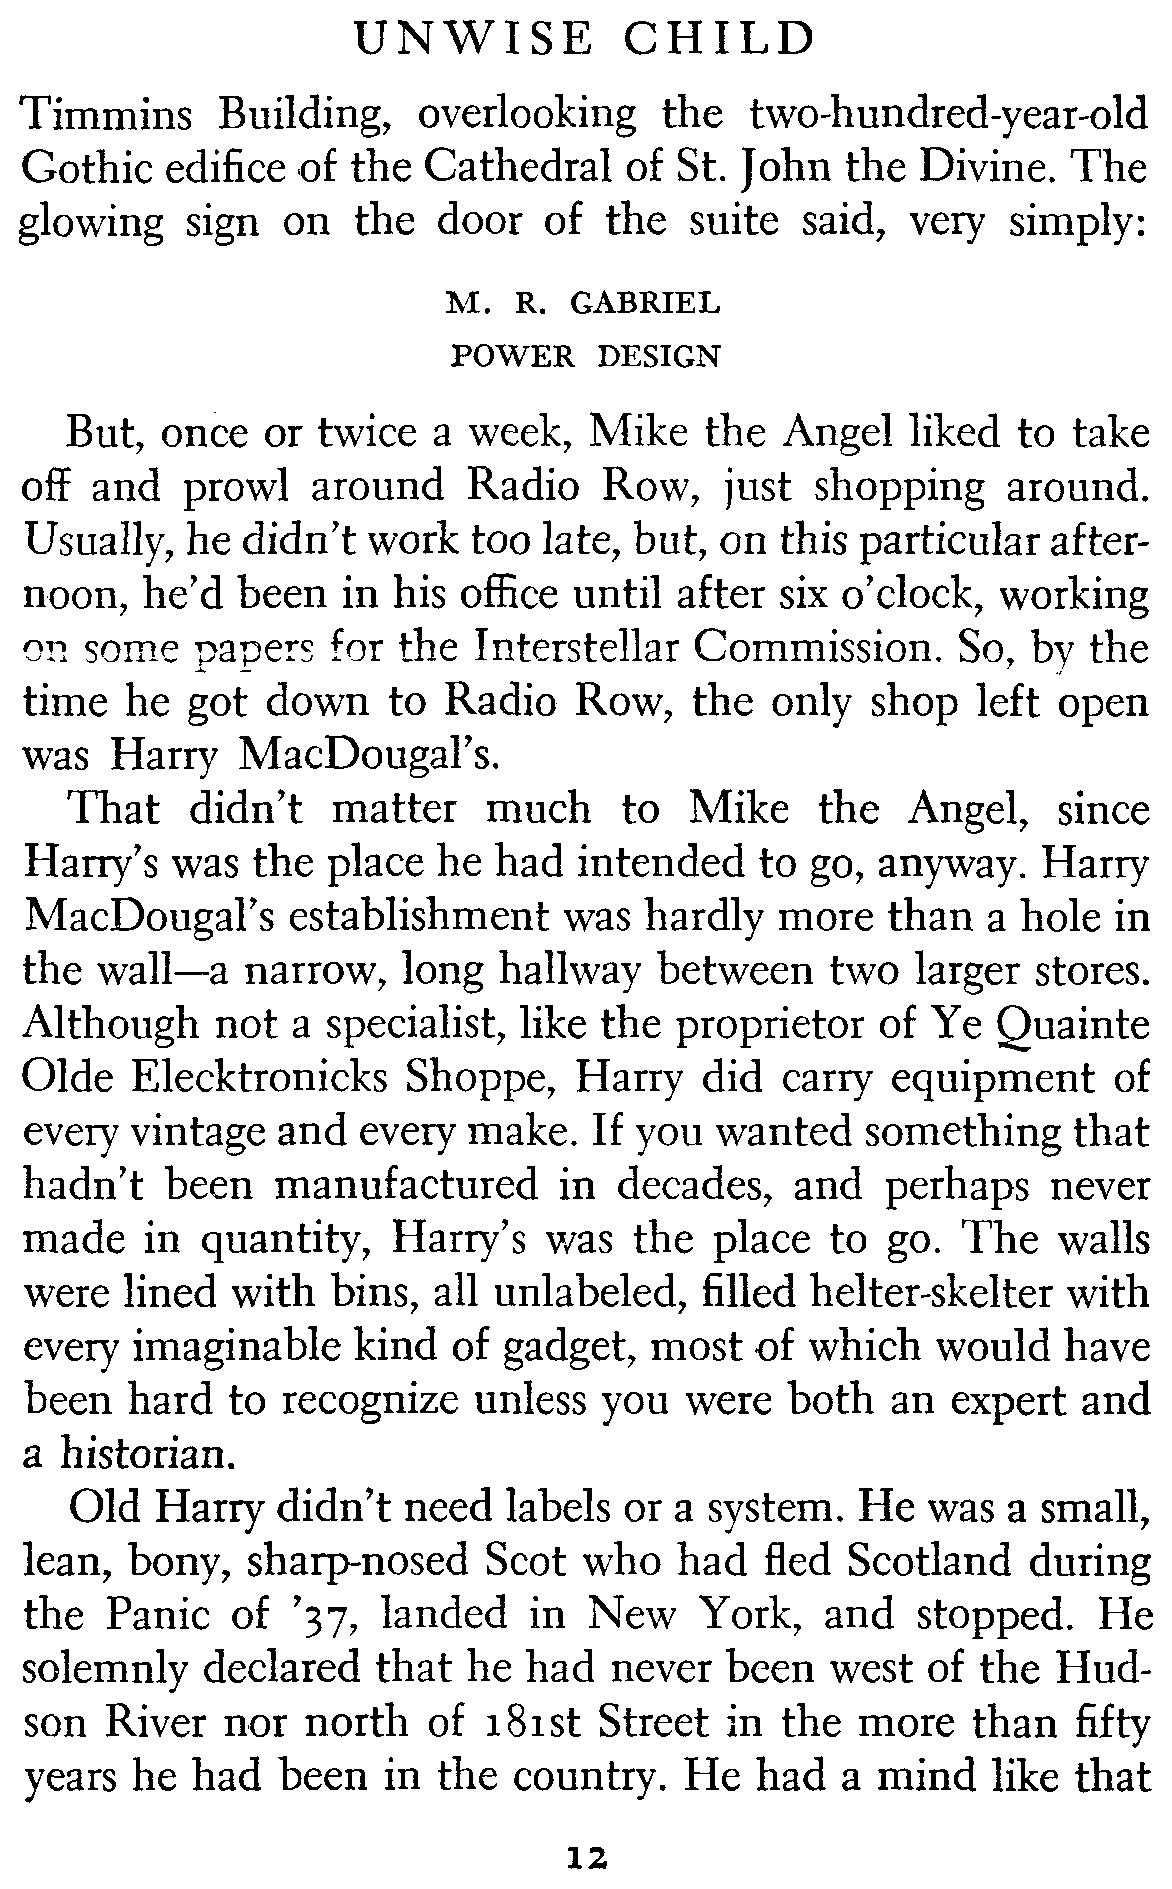 UNWISE CHILD
Timmins Building, overlooking the two-hundred-year-old
Gothic edifice of the Cathedral of St. John the Divine. The
glowing sign on the door of the suite said, very simply:
M. R. GABRIEL
POWER DESIGN
But, once or twice a week, Mike the Angel liked to take
off and prowl around Radio Row, just shopping around.
Usually, he didn't work too late, but, on this particular after-
noon, he'd been in his office until after six o'clock, working
on some papers for the Interstellar Commission. So, by the
time he got down to Radio Row, the only shop left open
was Harry MacDougal's.
That didn't matter much to Mike the Angel, since
Harry's was the place he had intended to go, anyway. Harry
MacDougal's establishment was hardly more than a hole in
the wall—a narrow, long hallway between two larger stores.
Although not a specialist, like the proprietor of Ye Quainte
Olde Elecktronicks Shoppe, Harry did carry equipment of
every vintage and every make. If you wanted something that
hadn't been manufactured in decades, and perhaps never
made in quantity, Harry's was the place to go. The walls
were lined with bins, all unlabeled, filled helter-skelter with
every imaginable kind of gadget, most of which would have
been hard to recognize unless you were both an expert and
a historian.
Old Harry didn't need labels or a system. He was a small,
lean, bony, sharp-nosed Scot who had fled Scotland during
the Panic of '37, landed in New York, and stopped. He
solemnly declared that he had never been west of the Hud-
son River nor north of 181st Street in the more than fifty
years he had been in the country. He had a mind like that
12